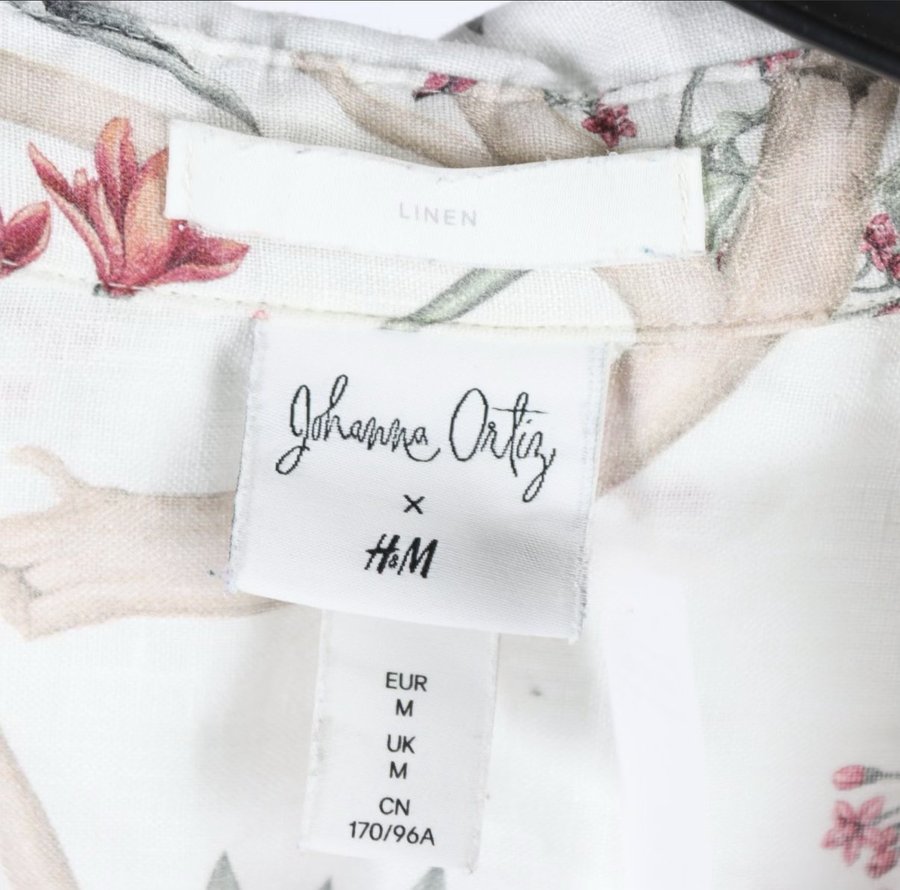 LINEN
Johanna Ortiz
×
H&M
EUR
M
UK
M
CN
170/96A